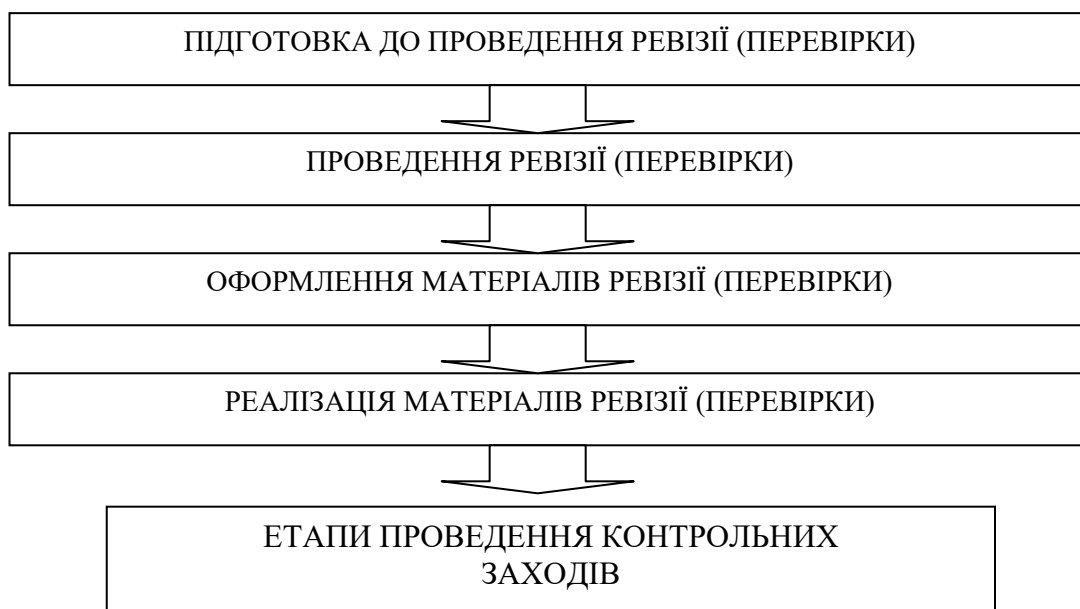 ПІДГОТОВКА ДО ПРОВЕДЕННЯ РЕВІЗІЇ (ПЕРЕВІРКИ)
ПРОВЕДЕННЯ РЕВІЗІЇ (ПЕРЕВІРКИ)
ОФОРМЛЕННЯ МАТЕРІАЛІВ РЕВІЗІЇ (ПЕРЕВІРКИ)
РЕАЛІЗАЦІЯ МАТЕРІАЛІВ РЕВІЗІЇ (ПЕРЕВІРКИ)
ЕТАПИ ПРОВЕДЕННЯ КОНТРОЛЬНИХ
ЗАХОДІВ